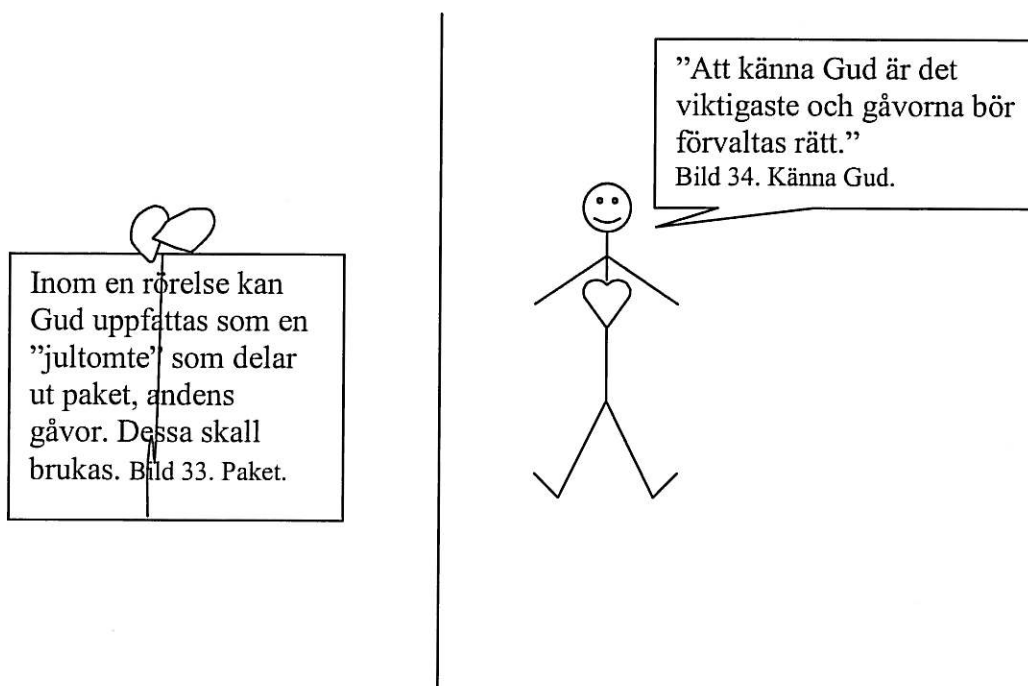 Inom en rörelse kan
Gud uppfattas som en
”jultomte” som delar
ut paket, andens
gåvor. Dessa skall
brukas. Bild 33. Paket.
”Att känna Gud är det
viktigaste och gåvorna bör
förvaltas rätt.”
Bild 34. Känna Gud.